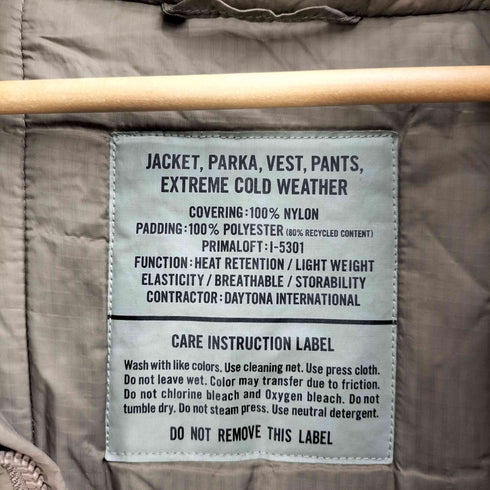 JACKET, PARKA, VEST, PANTS,
EXTREME COLD WEATHER
COVERING:100% NYLON
PADDING:100% POLYESTER (80% RECYCLED CONTENT)
PRIMALOFT:I-5301
FUNCTION:HEAT RETENTION / LIGHT WEIGHT
ELASTICITY / BREATHABLE / STORABILITY
CONTRACTOR:DAYTONA INTERNATIONAL
CARE INSTRUCTION LABEL
Wash with like colors. Use cleaning net. Use press cloth.
Do not leave wet. Color may transfer due to friction.
Do not chlorine bleach and Oxygen bleach. Do not
tumble dry. Do not steam press. Use neutral detergent.
DO NOT REMOVE THIS LABEL